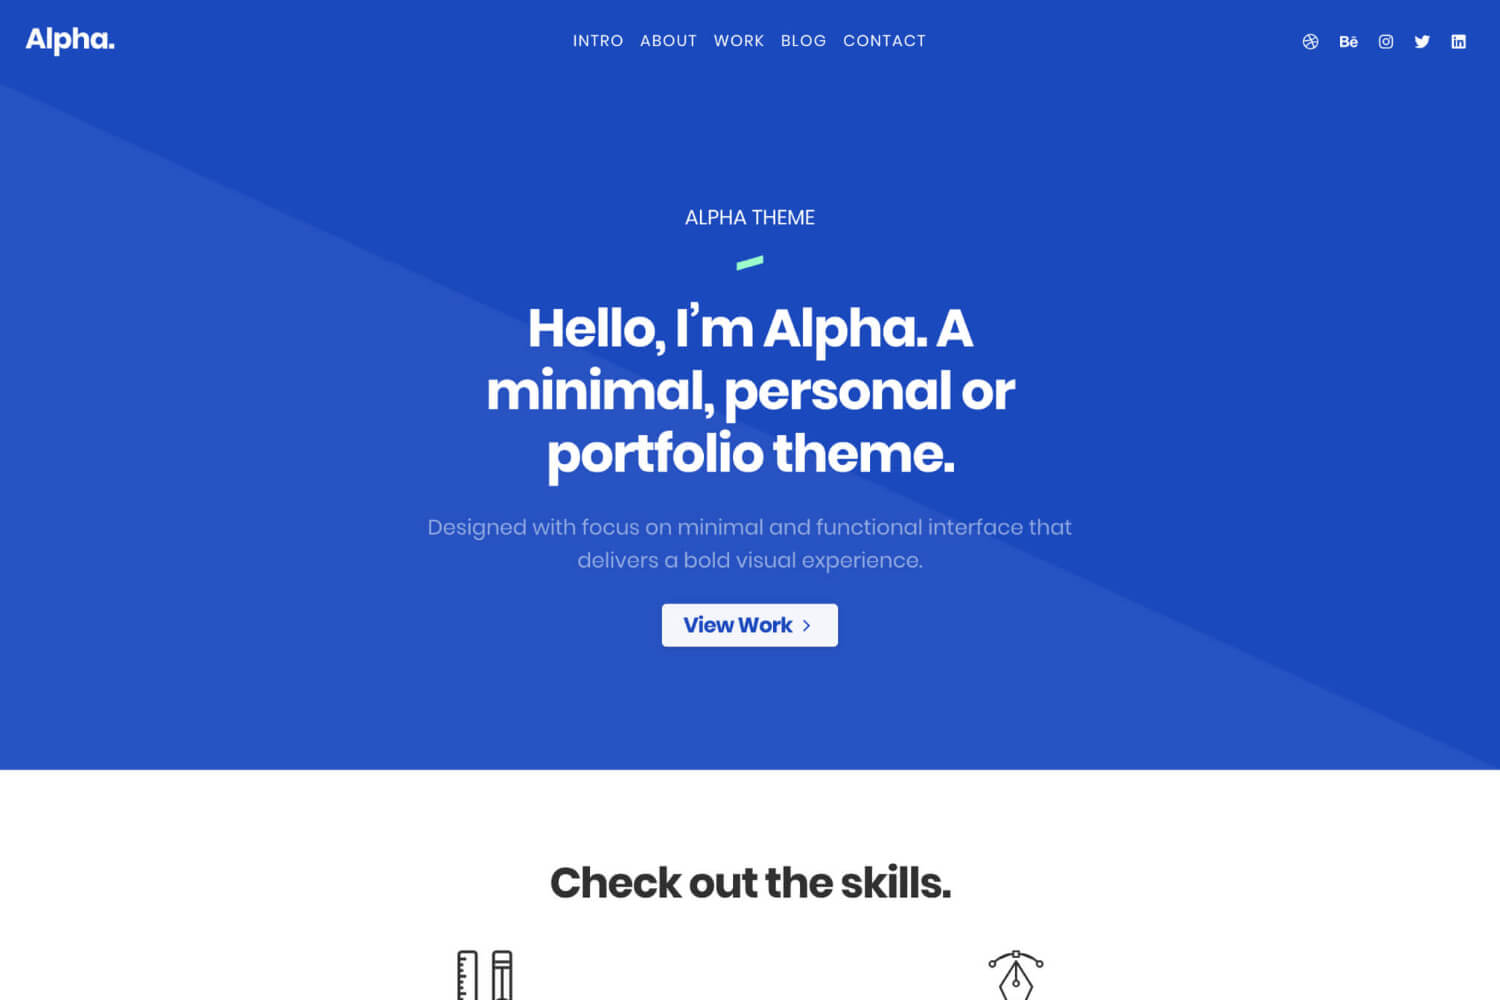 Alpha.
INTRO ABOUT WORK BLOG CONTACT
Bē
ALPHA THEME
Hello, I’m Alpha. A
minimal, personal or
portfolio theme.
Designed with focus on minimal and functional interface that
delivers a bold visual experience.
View Work
Check out the skills.